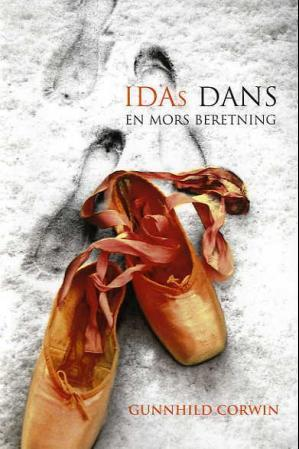 IDAs DANS
EN MORS BERETNING
GUNNHILD CORWIN